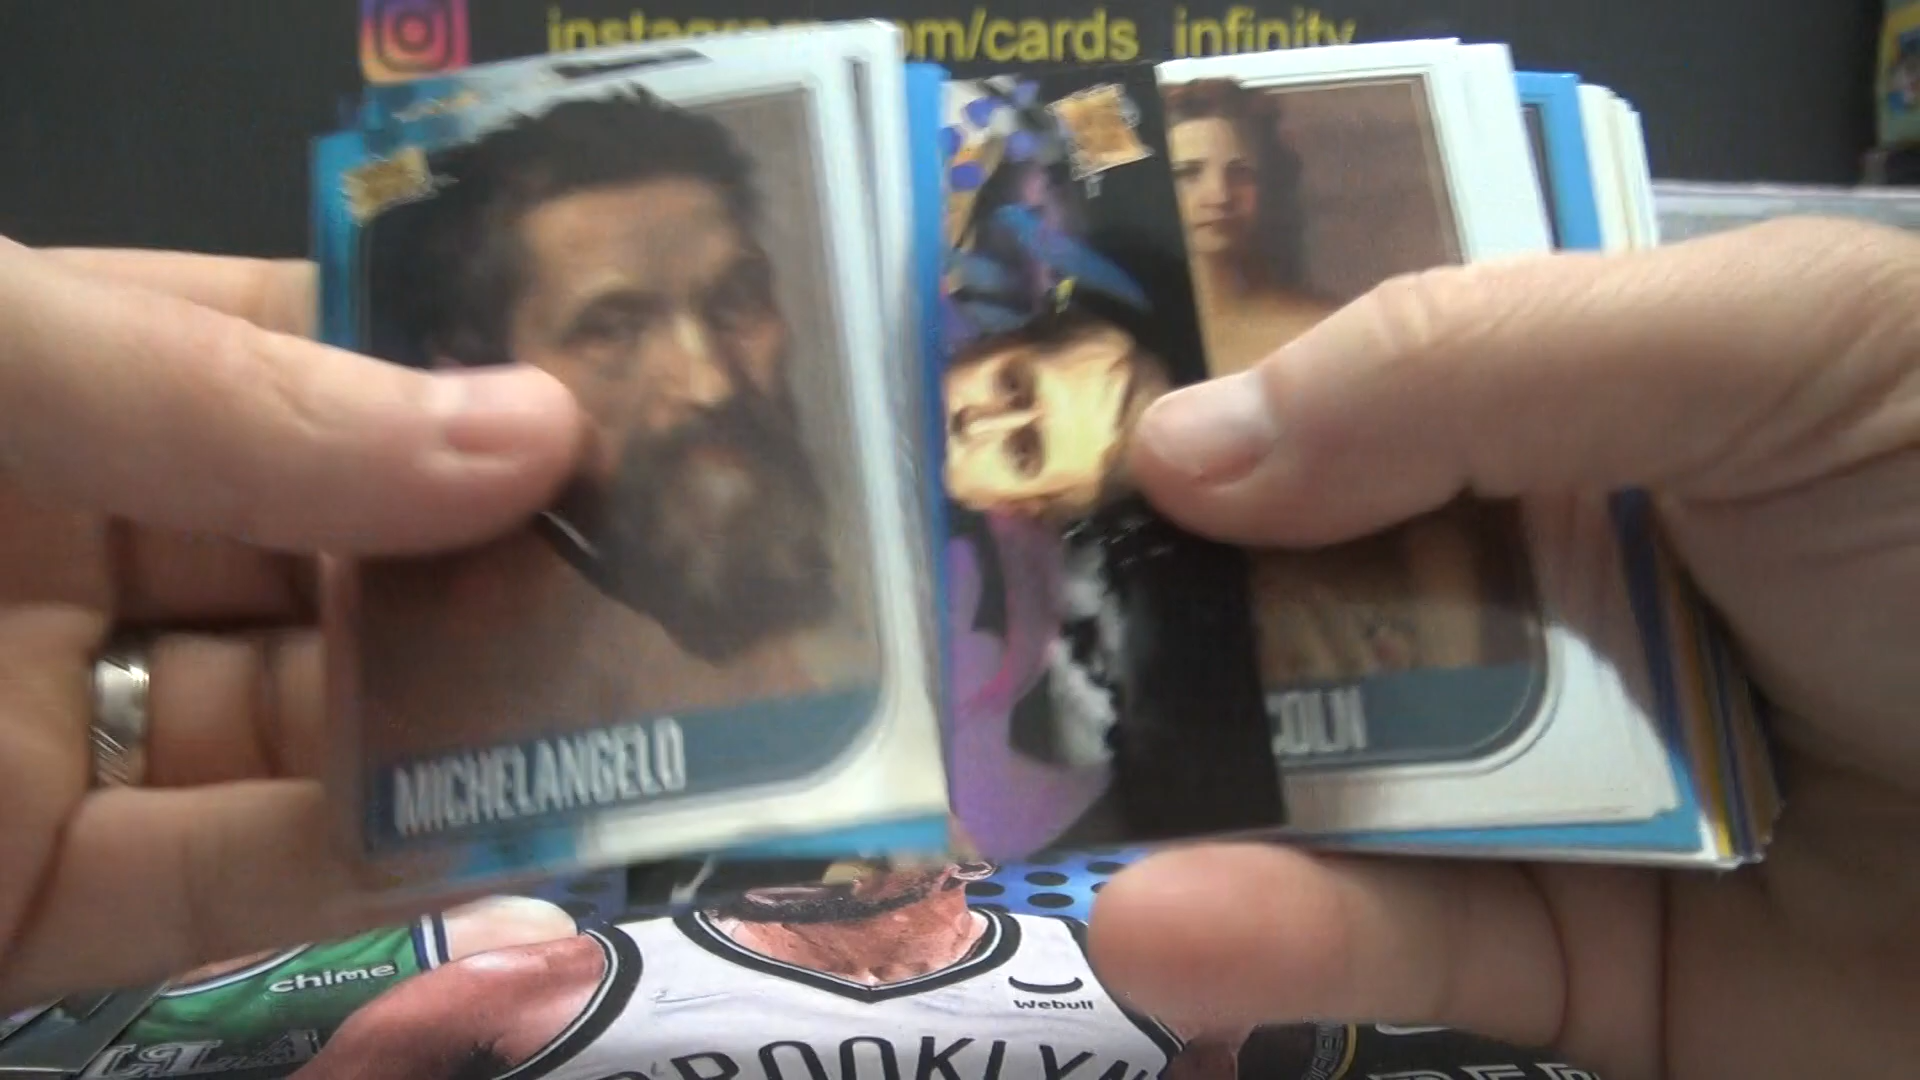 instagram.com/cards_infinity
MICHELANGELO
COLN
chime
Webull
BROOKLYN